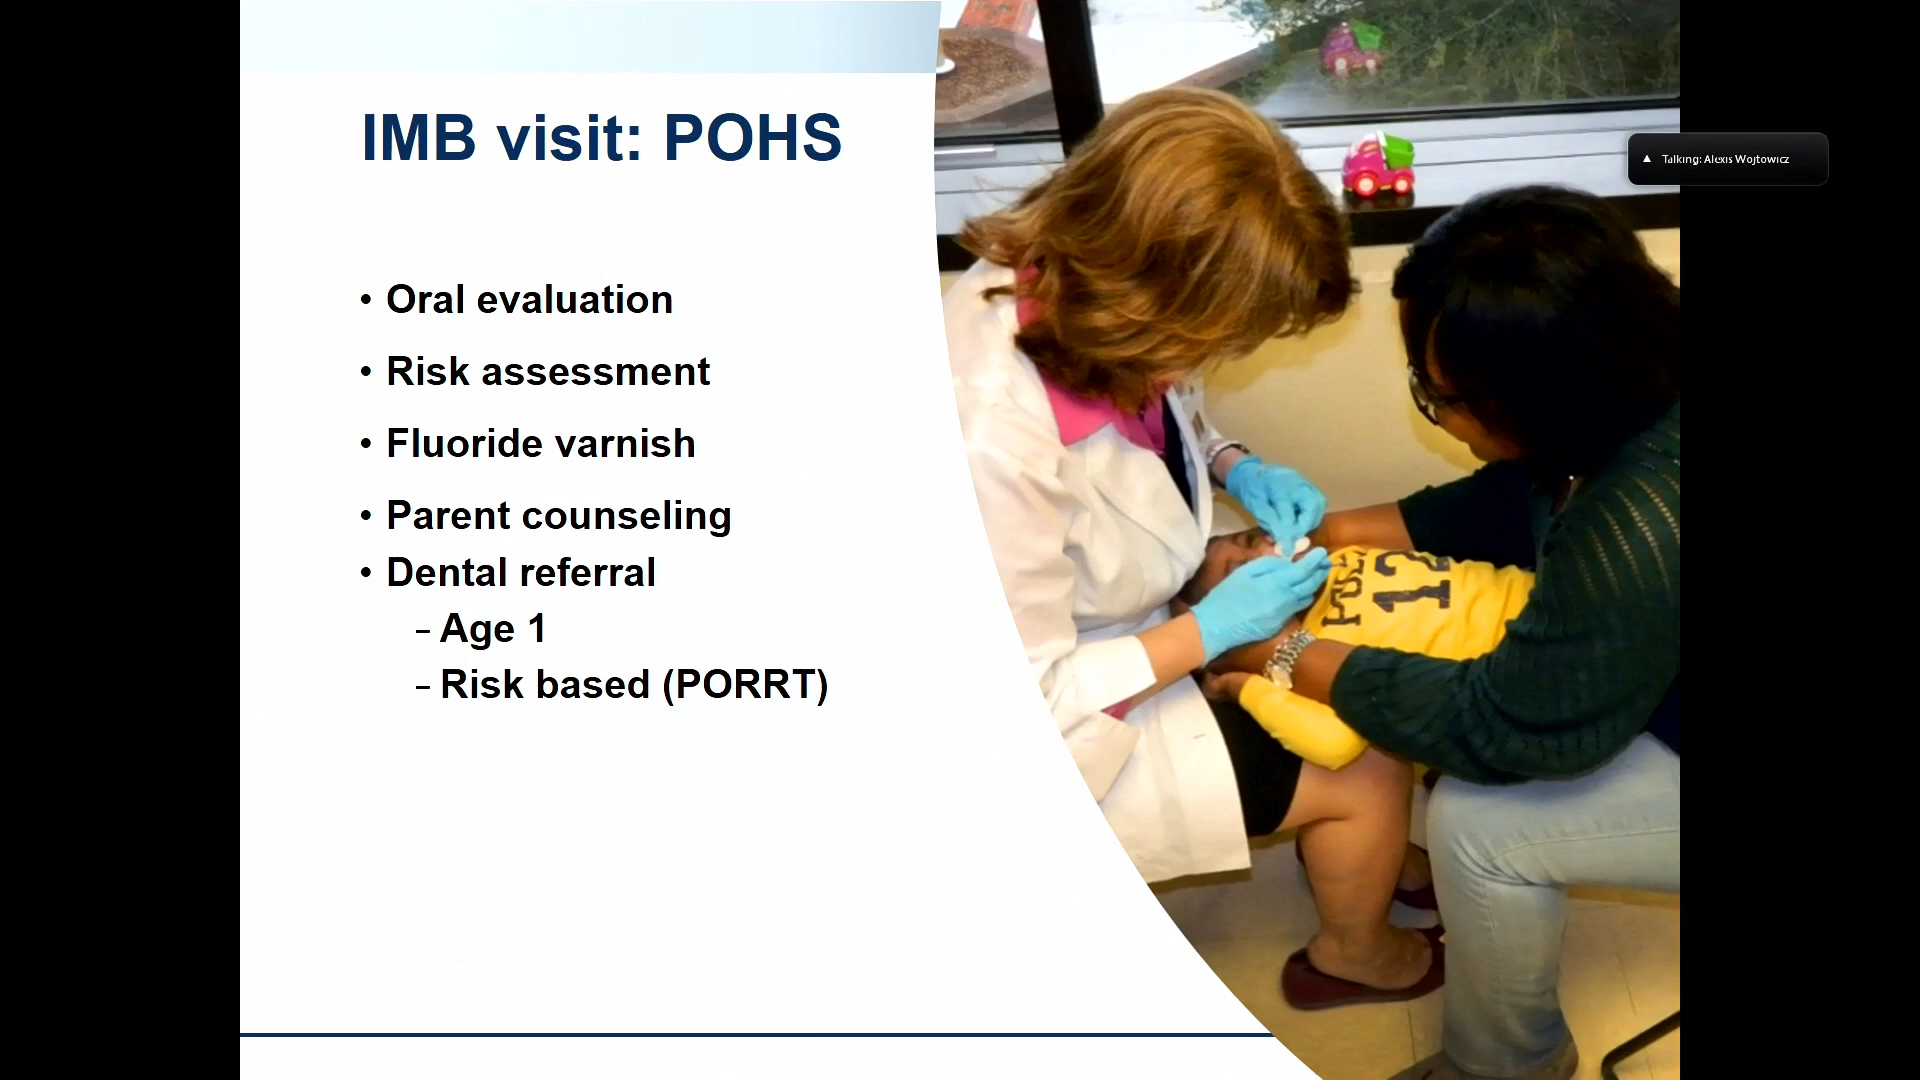 IMB visit: POHS
Talking: Alexis Wojtowicz
• Oral evaluation
• Risk assessment
• Fluoride varnish
• Parent counseling
• Dental referral
– Age 1
– Risk based (PORRT)
12